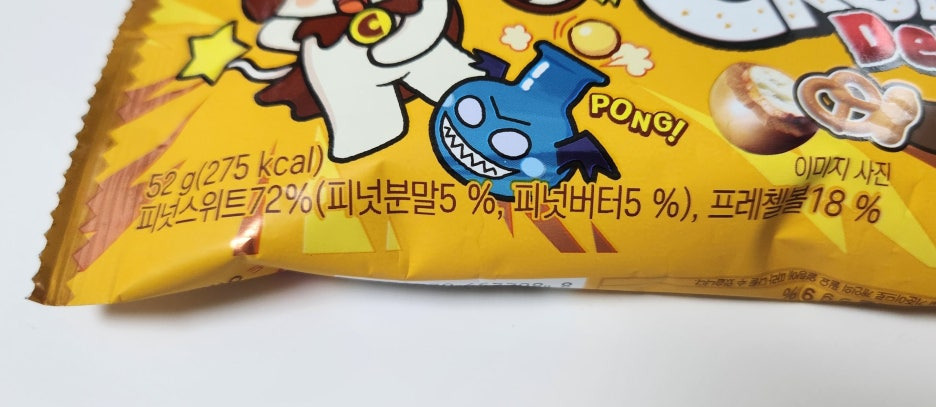 De
PONG!
이미지 사진
52 g(275 kcal)
피넛스위트72%(피넛분말5 %, 피넛버터5 %), 프레첼볼18 %